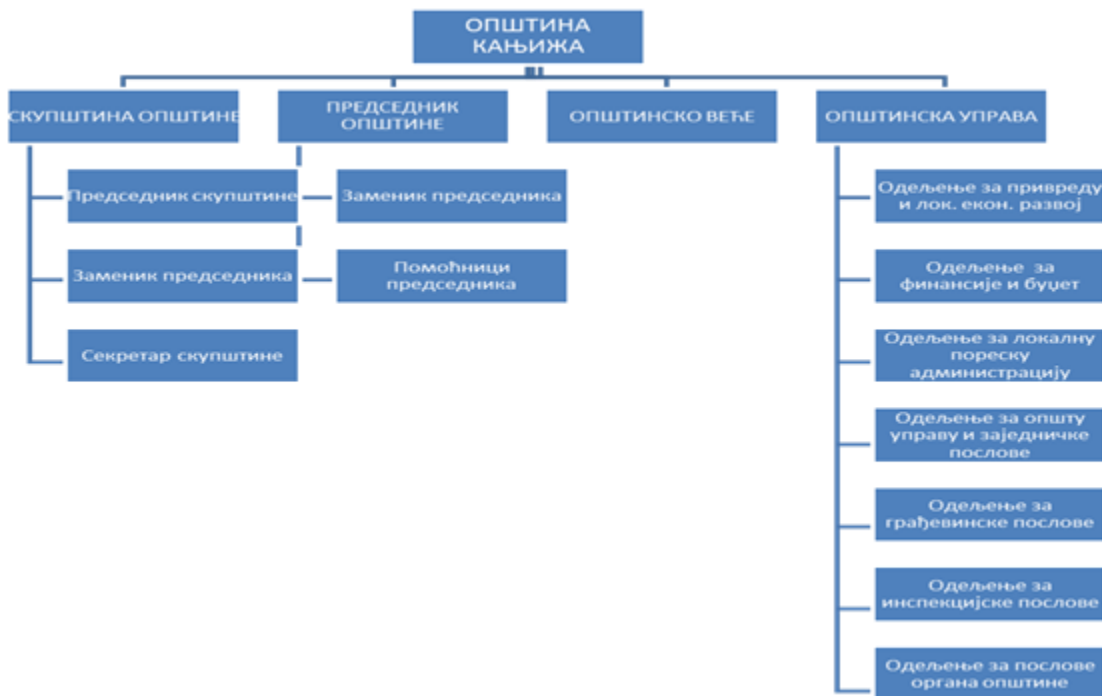 ОПШТИНА
КАЊИЖА
СКУПШТИНА ОПШТИНЕ
ПРЕДСЕДНИК
ОПШТИНЕ
ОПШТИНСКО ВЕЋЕ
ОПШТИНСКА УПРАВА
Председник скупштине
Заменик председника
Секретар скупштине
Заменик председника
Помоћници
председника
Одељење за привреду
и лок. екон. развој
Одељење за
финансије и буџет
Одељење за локалну
пореску
администрацију
Одељење за општу
управу и заједничке
послове
Одељење за
грађевинске послове
Одељење за
инспекцијске послове
Одељење за послове
органа општине